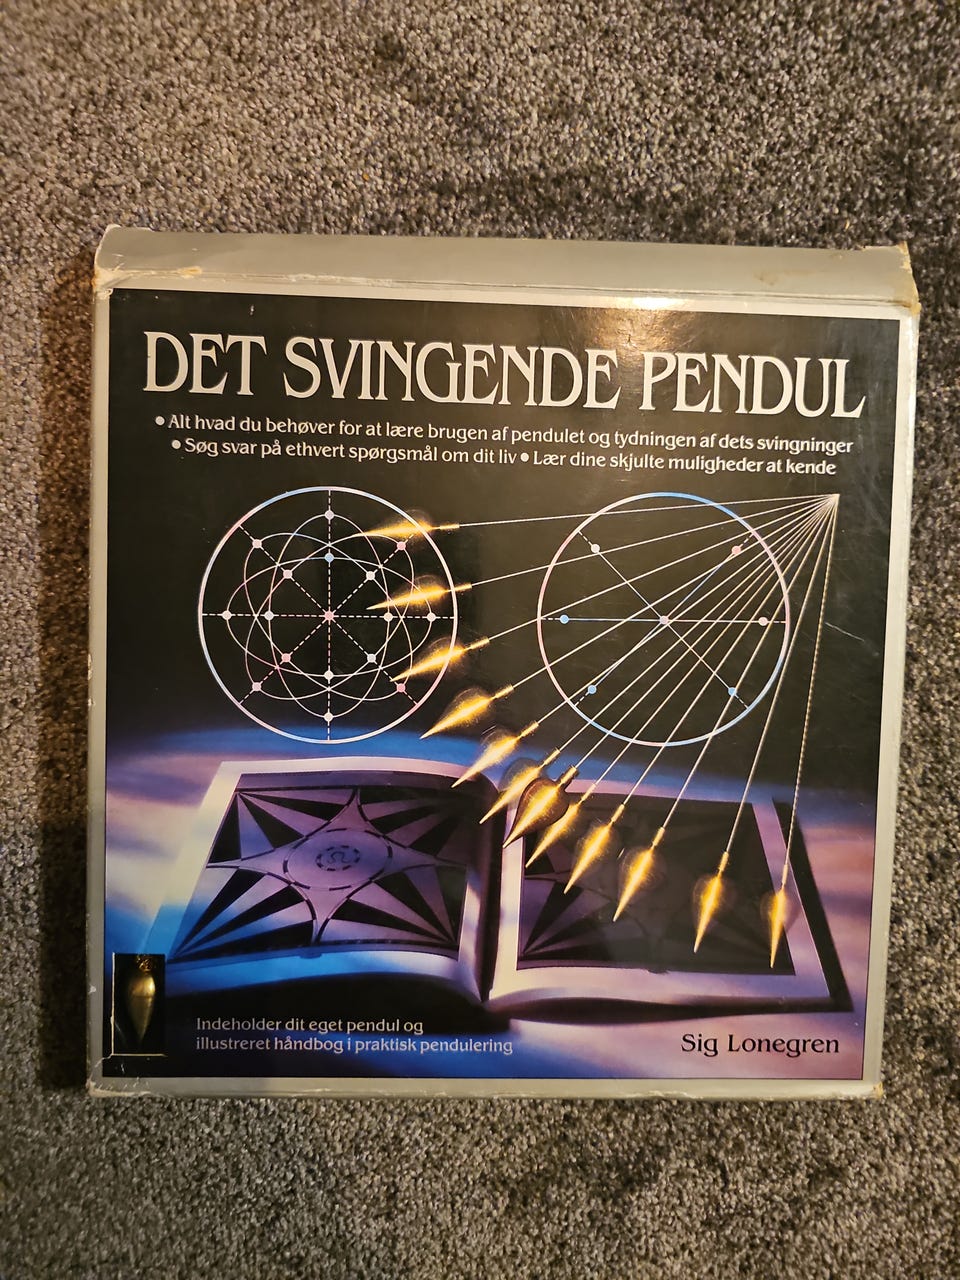 DET SVINGENDE PENDUL
• Alt hvad du behøver for at lære brugen af pendulet og tydningen af dets svingninger
• Søg svar på ethvert spørgsmål om dit liv • Lær dine skjulte muligheder at kende
Indeholder dit eget pendul og
illustreret håndbog i praktisk pendulering
Sig Lonegren